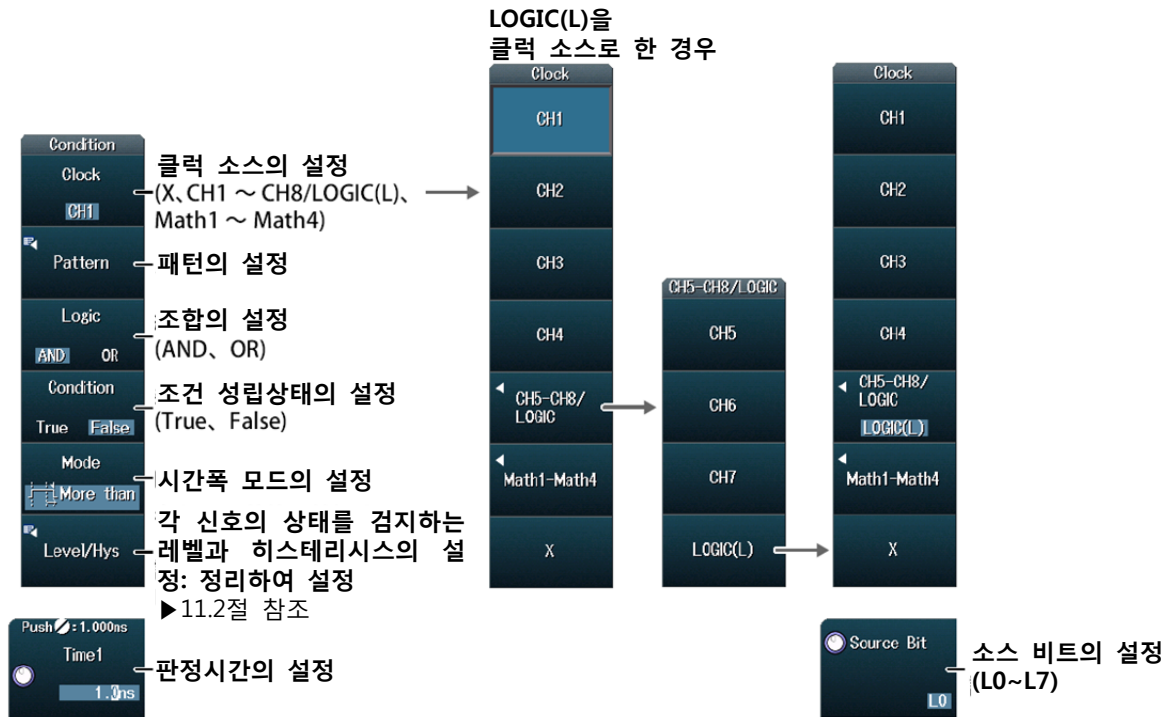 LOGIC(L)을
클럭 소스로 한 경우
Condition
Clock
CH1
Pattern
Logic
AND OR
Condition
True False
Mode
More than
Level/Hys
Push : 1.000ns
Time1
1.0ns
클럭 소스의 설정
(X、CH1 ～ CH8/LOGIC(L)、
Math1 ～ Math4)
패턴의 설정
조합의 설정
(AND、OR)
조건 성립상태의 설정
(True、False)
시간폭 모드의 설정
각 신호의 상태를 검지하는
레벨과 히스테리시스의 설
정: 정리하여 설정
▶11.2절 참조
판정시간의 설정
Clock
CH1
CH2
CH3
CH4
CH5-CH8/
LOGIC
Math1-Math4
X
CH5-CH8/LOGIC
CH5
CH6
CH7
LOGIC(L)
Clock
CH1
CH2
CH3
CH4
CH5-CH8/
LOGIC
LOGIC(L)
Math1-Math4
X
Source Bit
L0
소스 비트의 설정
(L0~L7)